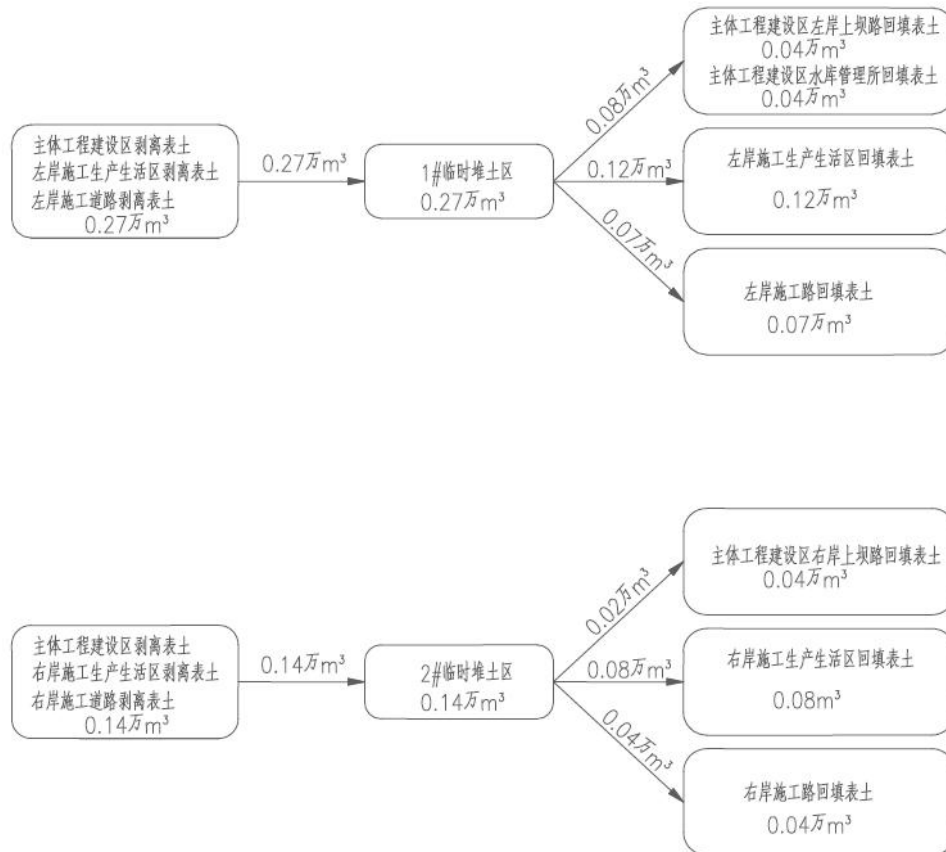 主体工程建设区剥离表土
左岸施工生产生活区剥离表土
左岸施工道路剥离表土
0.27万m³
0.27万m³
1#临时堆土区
0.27万m³
0.08万m³
0.12万m³
0.07万m³
主体工程建设区左岸上坝路回填表土
0.04万m³
主体工程建设区水库管理所回填表土
0.04万m³
左岸施工生产生活区回填表土
0.12万m³
左岸施工路回填表土
0.07万m³
主体工程建设区剥离表土
右岸施工生产生活区剥离表土
右岸施工道路剥离表土
0.14万m³
0.14万m³
2#临时堆土区
0.14万m³
0.02万m³
0.08万m³
0.04万m³
主体工程建设区右岸上坝路回填表土
0.04万m³
右岸施工生产生活区回填表土
0.08m³
右岸施工路回填表土
0.04万m³